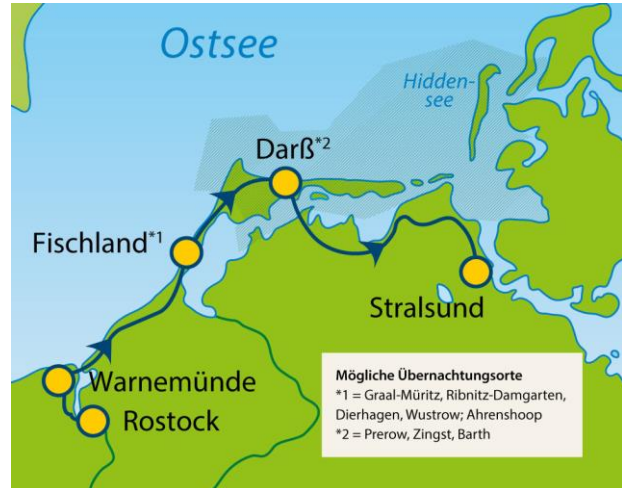 Ostsee
Hidden-
see
Darß*2
Fischland*1
Stralsund
Warnemünde
Rostock
Mögliche Übernachtungsorte
*1 = Graal-Müritz, Ribnitz-Damgarten,
Dierhagen, Wustrow; Ahrenshoop
*2 = Prerow, Zingst, Barth